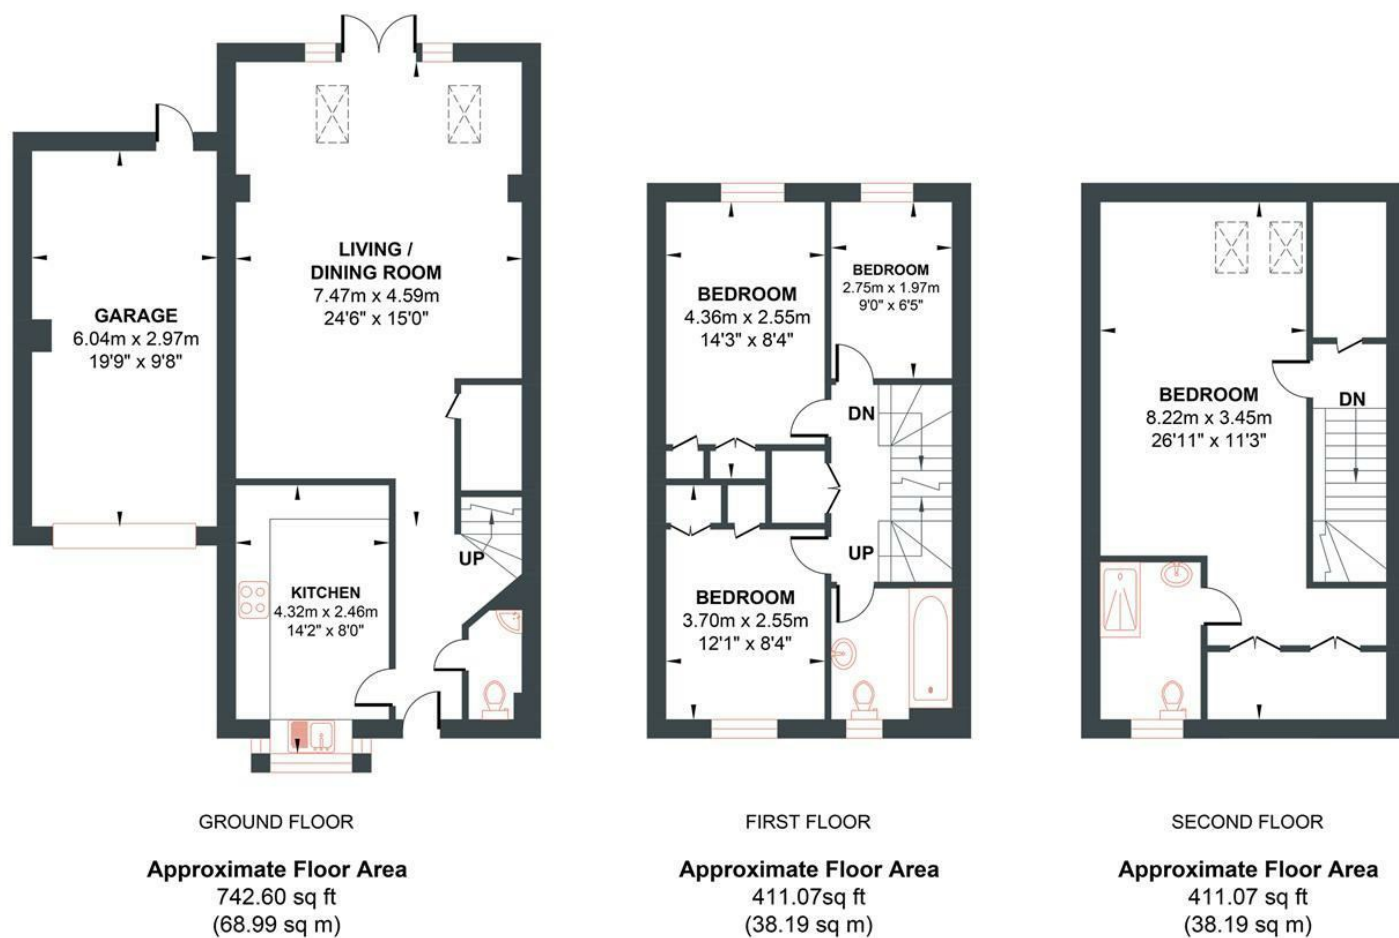 LIVING /
DINING ROOM
7.47m x 4.59m
24'6" x 15'0"
GARAGE
6.04m x 2.97m
19'9" x 9'8"
UP
KITCHEN
4.32m x 2.46m
14'2" x 8'0"
GROUND FLOOR
Approximate Floor Area
742.60 sq ft
(68.99 sq m)
BEDROOM
4.36m x 2.55m
14'3" x 8'4"
BEDROOM
2.75m x 1.97m
9'0" x 6'5"
DN
UP
BEDROOM
3.70m x 2.55m
12'1" x 8'4"
FIRST FLOOR
Approximate Floor Area
411.07sq ft
(38.19 sq m)
BEDROOM
8.22m x 3.45m
26'11" x 11'3"
DN
SECOND FLOOR
Approximate Floor Area
411.07 sq ft
(38.19 sq m)